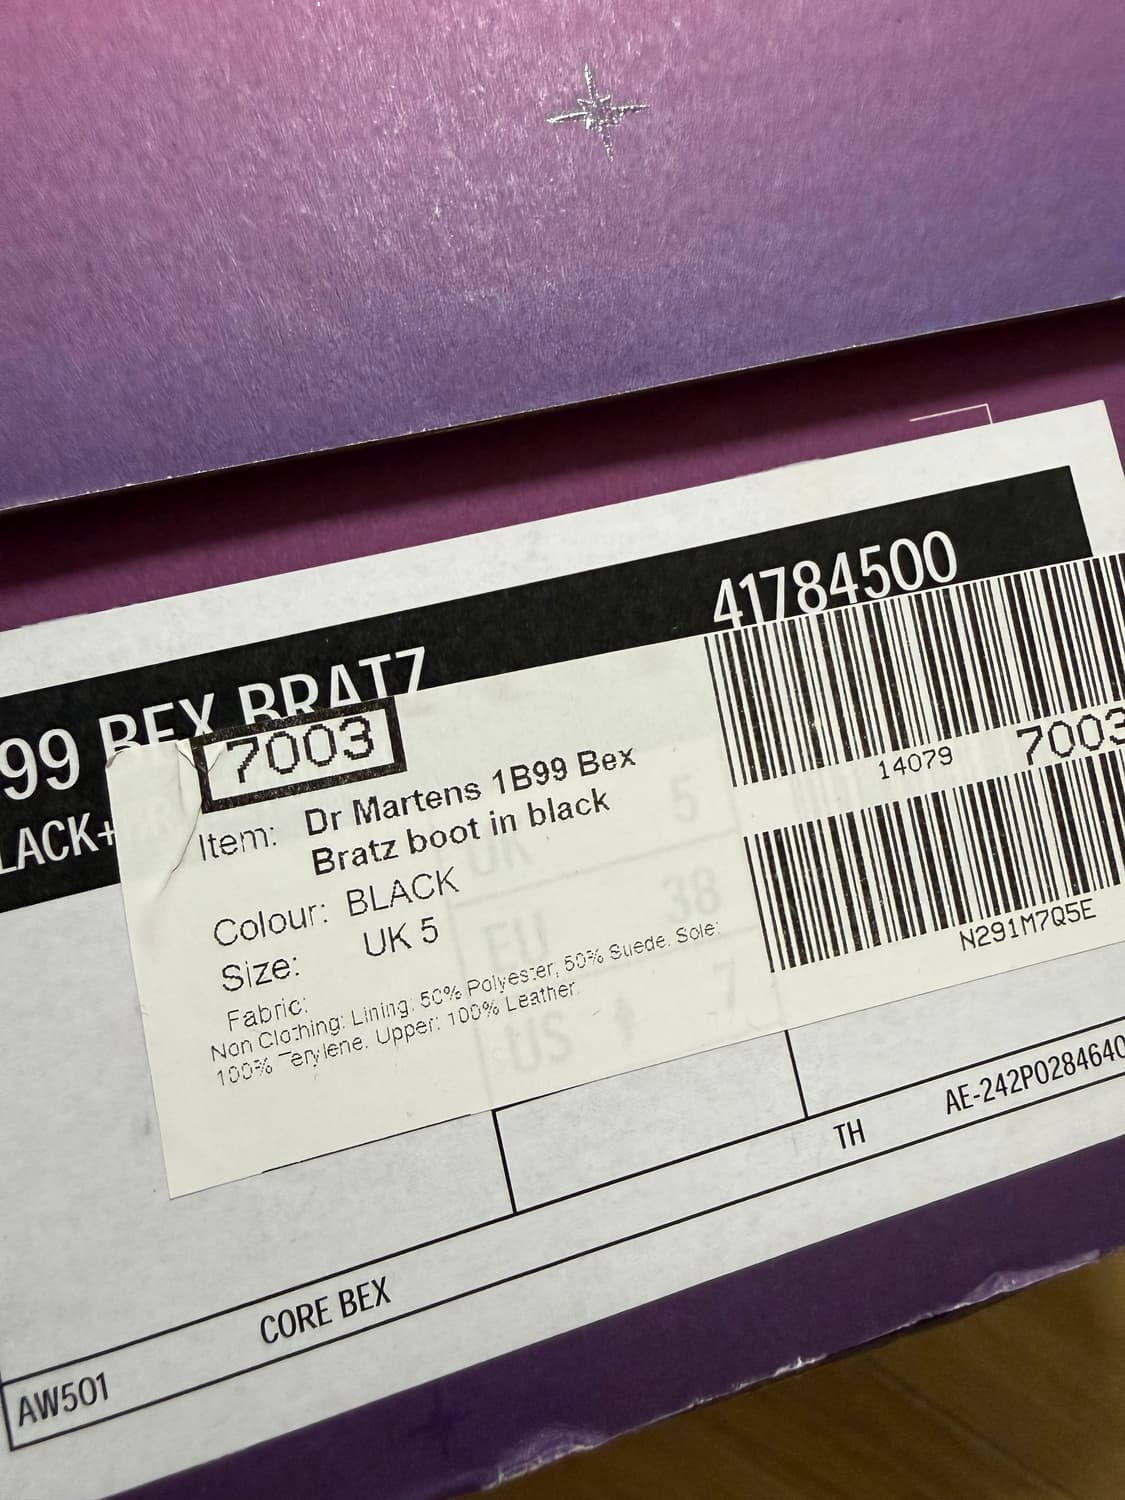 41784500
99 BEX BRATZ
LACK+
7003
Item: Dr Martens 1B99 Bex
Bratz boot in black
Colour: BLACK
Size: UK 5
Fabric:
Non Clothing: Lining: 50% Polyester, 50% Suede. Sole:
100% Terylene. Upper: 100% Leather.
14079 7003
N291M7Q5E
UK 5
EU 38
US 7
TH AE-242P0284640
CORE BEX
AW501